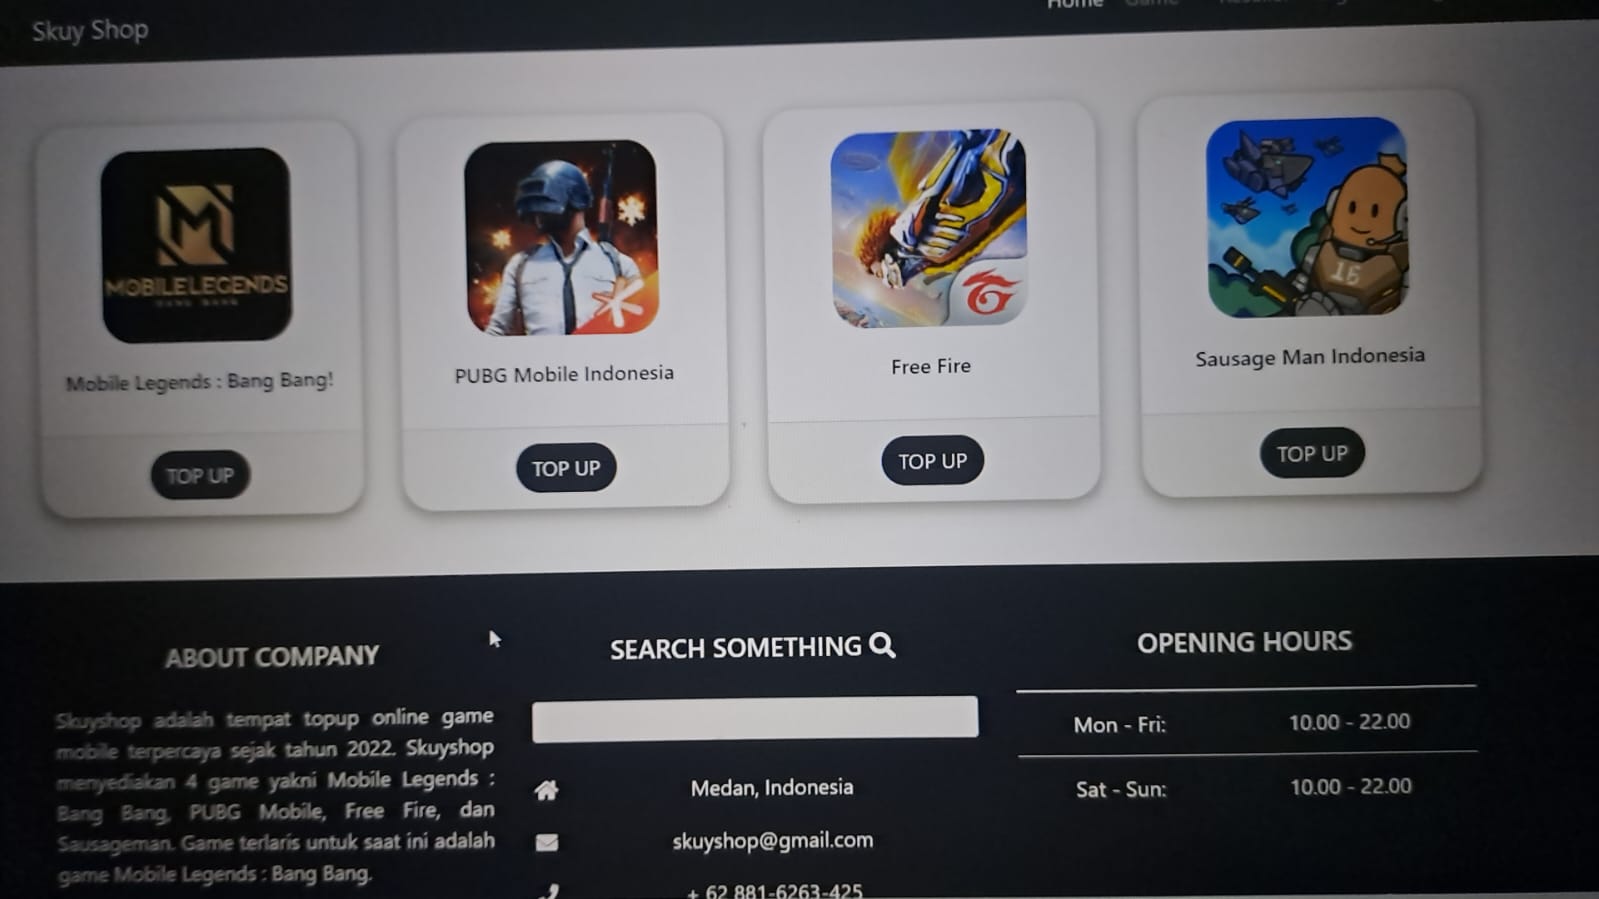 Skuy Shop
Home
MOBILE LEGENDS
BANG BANG
16
Mobile Legends : Bang Bang!
PUBG Mobile Indonesia
Free Fire
Sausage Man Indonesia
TOP UP
TOP UP
TOP UP
TOP UP
ABOUT COMPANY
Skuyshop adalah tempat topup online game
mobile terpercaya sejak tahun 2022. Skuyshop
menyediakan 4 game yakni Mobile Legends :
Bang Bang, PUBG Mobile, Free Fire, dan
Sausageman. Game terlaris untuk saat ini adalah
game Mobile Legends : Bang Bang.
SEARCH SOMETHING
Medan, Indonesia
skuyshop@gmail.com
+ 62 881-6263-425
OPENING HOURS
Mon - Fri: 10.00 - 22.00
Sat - Sun: 10.00 - 22.00